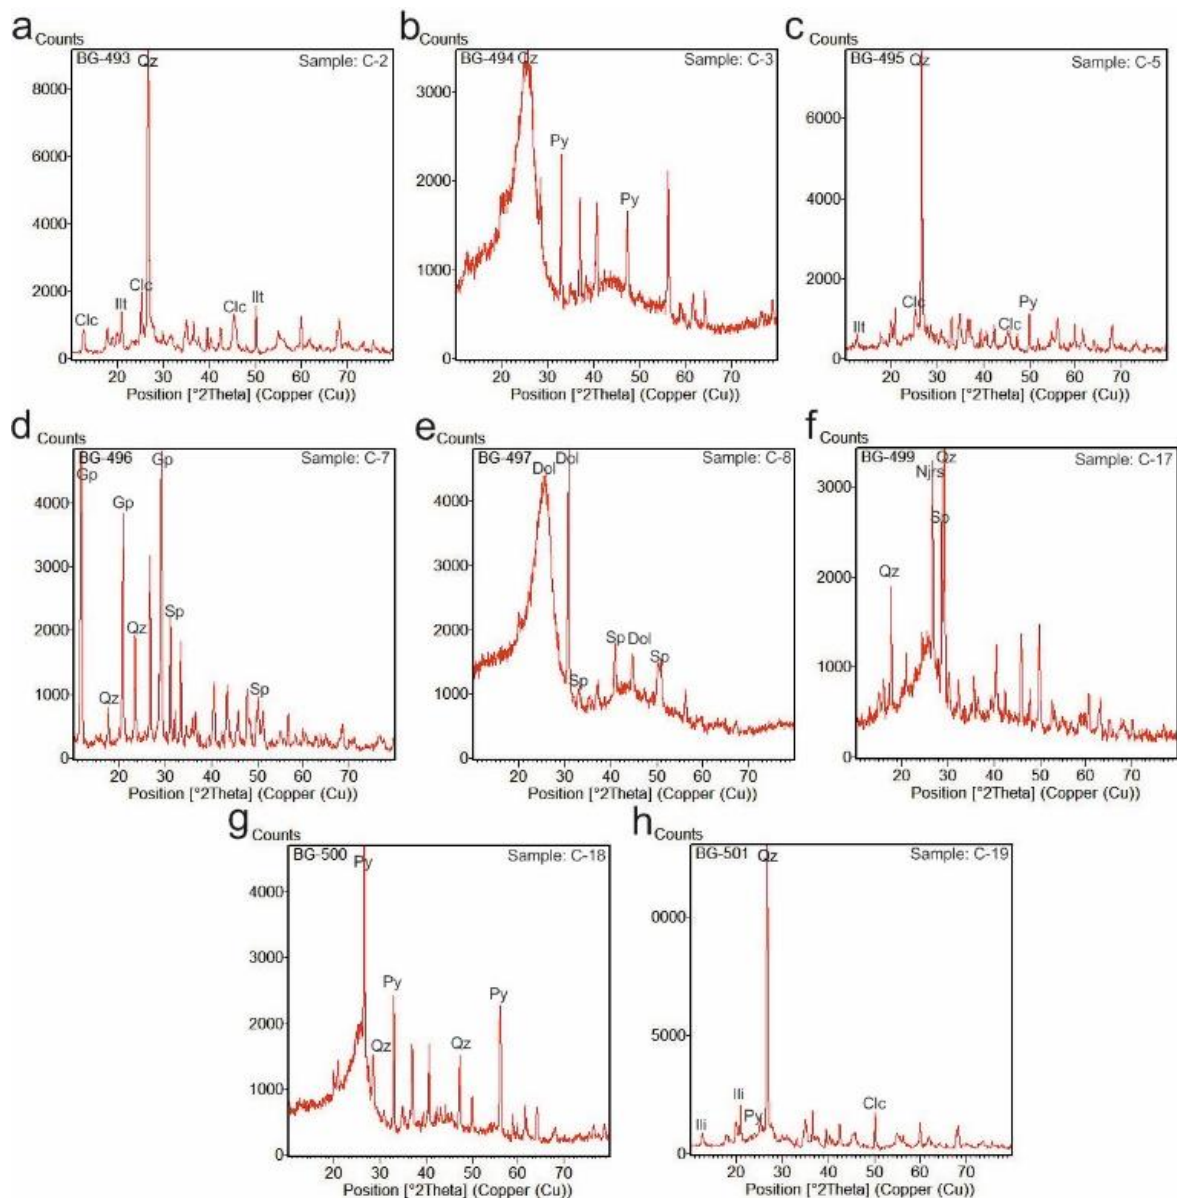 a Counts
BG-493 Qz Sample: C-2
8000
6000
4000
2000
0
Clc Ilt Clc Clc Ilt
20 30 40 50 60 70
Position [°2Theta] (Copper (Cu))
b Counts
BG-494 Qz Sample: C-3
3000
2000
1000
0
Py Py
20 30 40 50 60 70
Position [°2Theta] (Copper (Cu))
c Counts
BG-495 Qz Sample: C-5
6000
4000
2000
0
Ilt Clc Clc Py
20 30 40 50 60 70
Position [°2Theta] (Copper (Cu))
d Counts
BG-496 Gp Sample: C-7
Gp
4000
3000
2000
1000
0
Gp
Qz Sp
Qz Sp
20 30 40 50 60 70
Position [°2Theta] (Copper (Cu))
e Counts
BG-497 Dol Sample: C-8
Dol
4000
3000
2000
1000
0
Sp Dol
Sp Sp
20 30 40 50 60 70
Position [°2Theta] (Copper (Cu))
f Counts
BG-499 Qz Sample: C-17
Njrs
3000
2000
1000
0
Sp
Qz
20 30 40 50 60 70
Position [°2Theta] (Copper (Cu))
g Counts
BG-500 Py Sample: C-18
4000
3000
2000
1000
0
Py Py
Qz Qz
20 30 40 50 60 70
Position [°2Theta] (Copper (Cu))
h Counts
BG-501 Qz Sample: C-19
0000
5000
0
Ili Ili Py Clc
20 30 40 50 60 70
Position [°2Theta] (Copper (Cu))